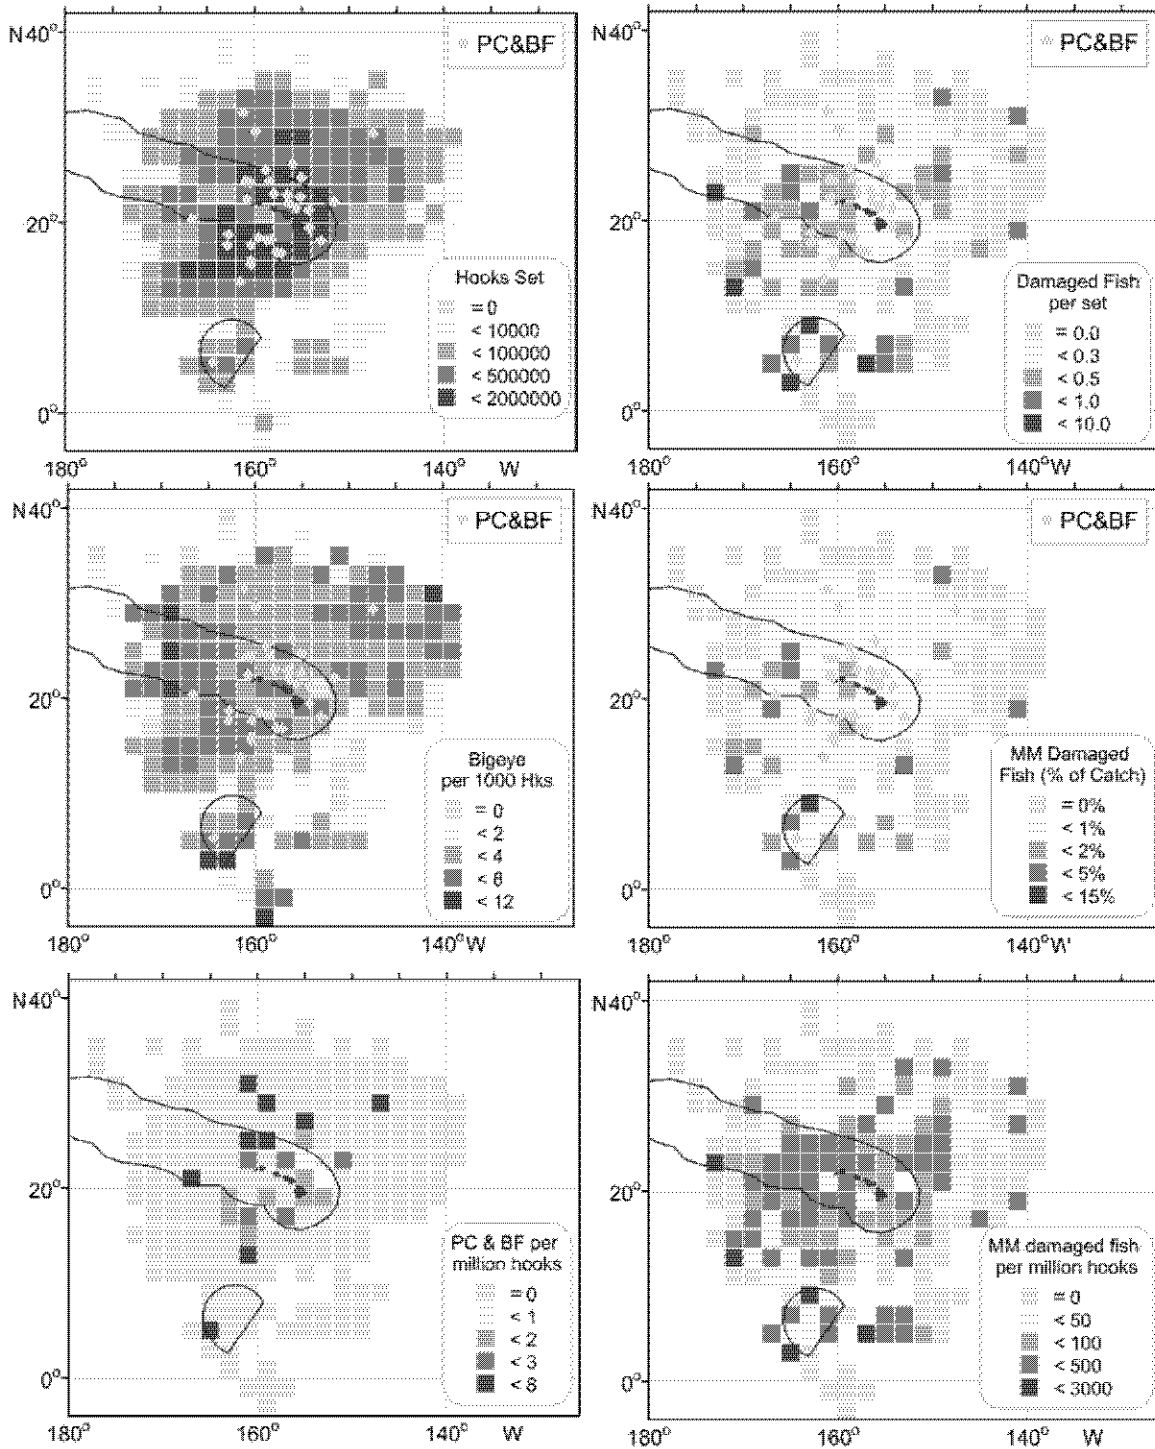 N40°
PC&BF
20°
Hooks Set
= 0
< 10000
< 100000
< 500000
< 2000000
0°
180°
160°
140°
W
N40°
PC&BF
20°
Damaged Fish
per set
= 0.0
< 0.3
< 0.5
< 1.0
< 10.0
0°
180°
160°
140°
W
N40°
PC&BF
20°
Bigeye
per 1000 Hks
= 0
< 2
< 4
< 8
< 12
0°
180°
160°
140°W
N40°
PC&BF
20°
MM Damaged
Fish (% of Catch)
= 0%
< 1%
< 2%
< 5%
< 15%
0°
180°
160°
140°W
N40°
20°
PC & BF per
million hooks
= 0
< 1
< 2
< 3
< 8
0°
180°
160°
140°
W
N40°
20°
MM damaged fish
per million hooks
= 0
< 50
< 100
< 500
< 3000
0°
180°
160°
140°
W